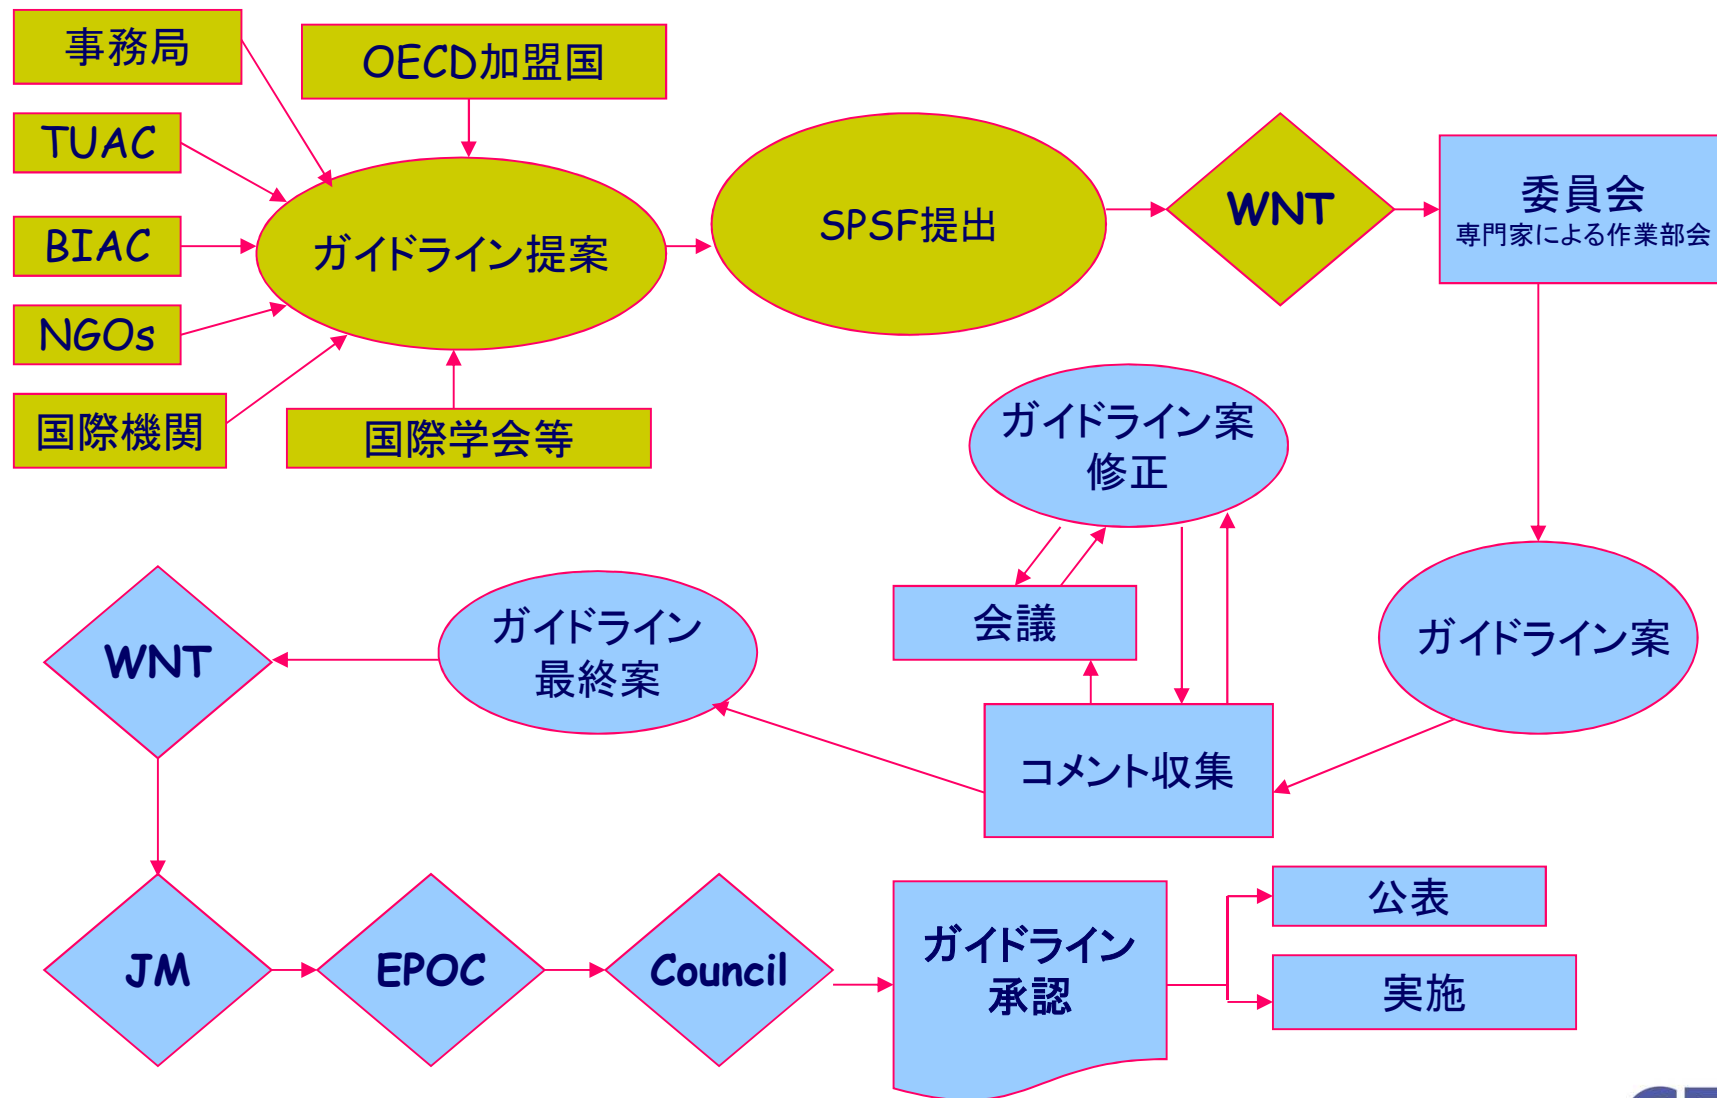 事務局
OECD加盟国
TUAC
BIAC
NGOs
国際機関
国際学会等
ガイドライン提案
SPSF提出
WNT
委員会
専門家による作業部会
ガイドライン案
修正
会議
ガイドライン案
コメント収集
ガイドライン
最終案
WNT
JM
EPOC
Council
ガイドライン
承認
公表
実施